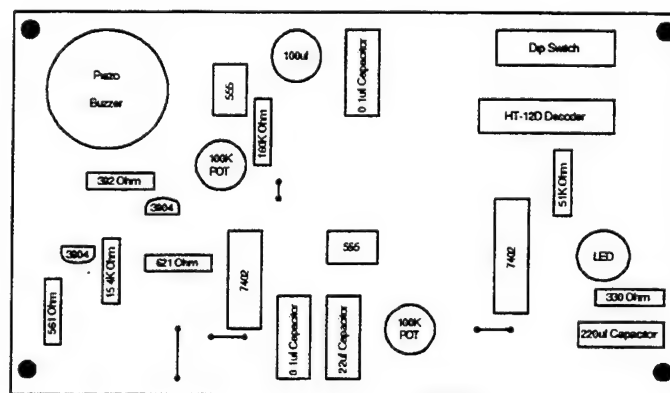 Piezo
Buzzer
100uf
0.1uf Capacitor
Dip Switch
555
HT-12D Decoder
160K Ohm
100K
POT
392 Ohm
51K Ohm
3904
3904
15.4K Ohm
621 Ohm
7402
555
7402
LED
561 Ohm
330 Ohm
0.1uf Capacitor
22uf Capacitor
100K
POT
220uf Capacitor